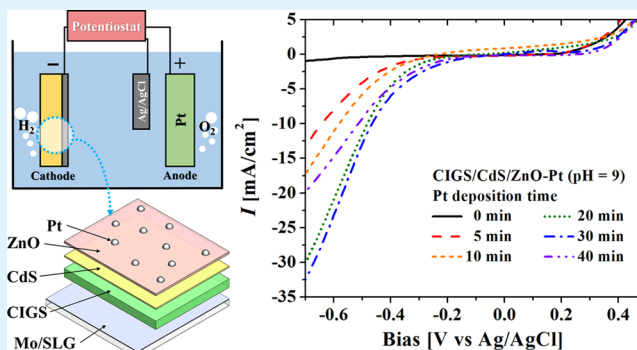 Potentiostat
− +
Ag/AgCl
Pt
H2 O2
Cathode Anode
Pt
ZnO
CdS
CIGS
Mo/SLG
I [mA/cm2]
5
0
-5
-10
-15
-20
-25
-30
-35
CIGS/CdS/ZnO-Pt (pH = 9)
Pt deposition time
0 min 20 min
5 min 30 min
10 min 40 min
-0.6 -0.4 -0.2 0.0 0.2 0.4
Bias [V vs Ag/AgCl]